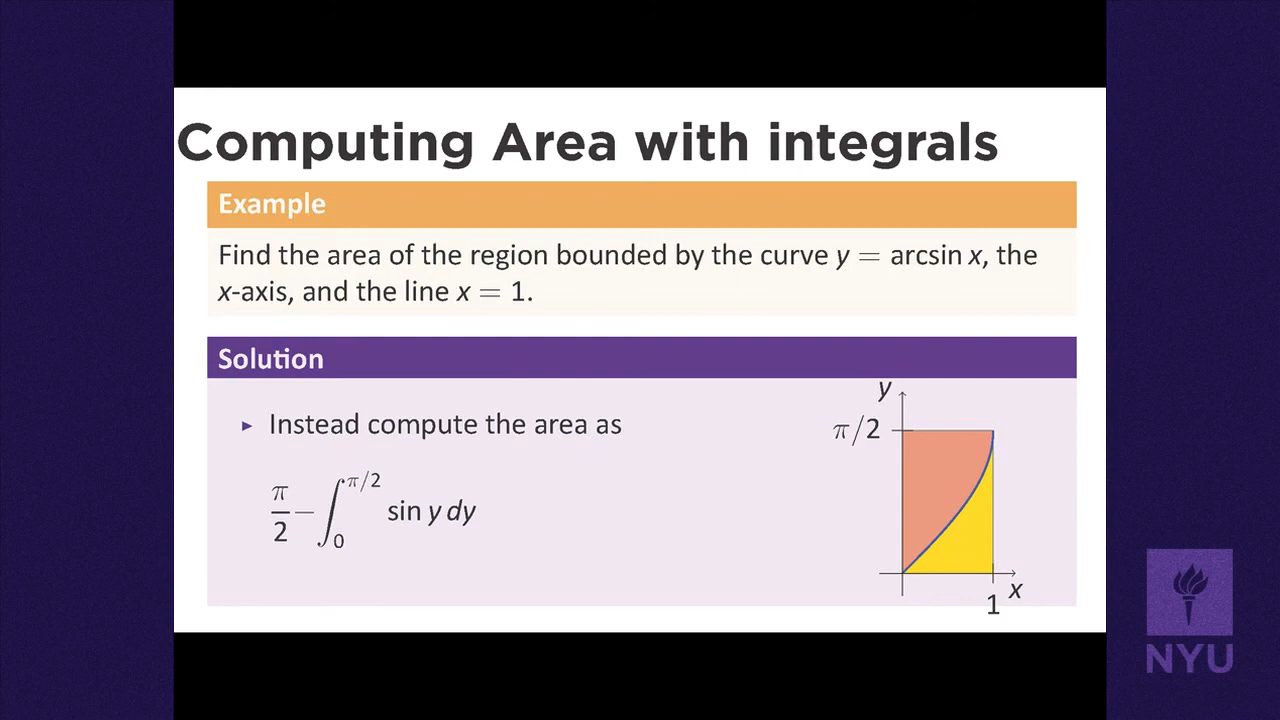 Computing Area with integrals
Example
Find the area of the region bounded by the curve y = arcsin x, the
x-axis, and the line x = 1.
Solution
▸ Instead compute the area as
π/2 − ∫₀^{π/2} sin y dy
y
π/2
x
1
NYU